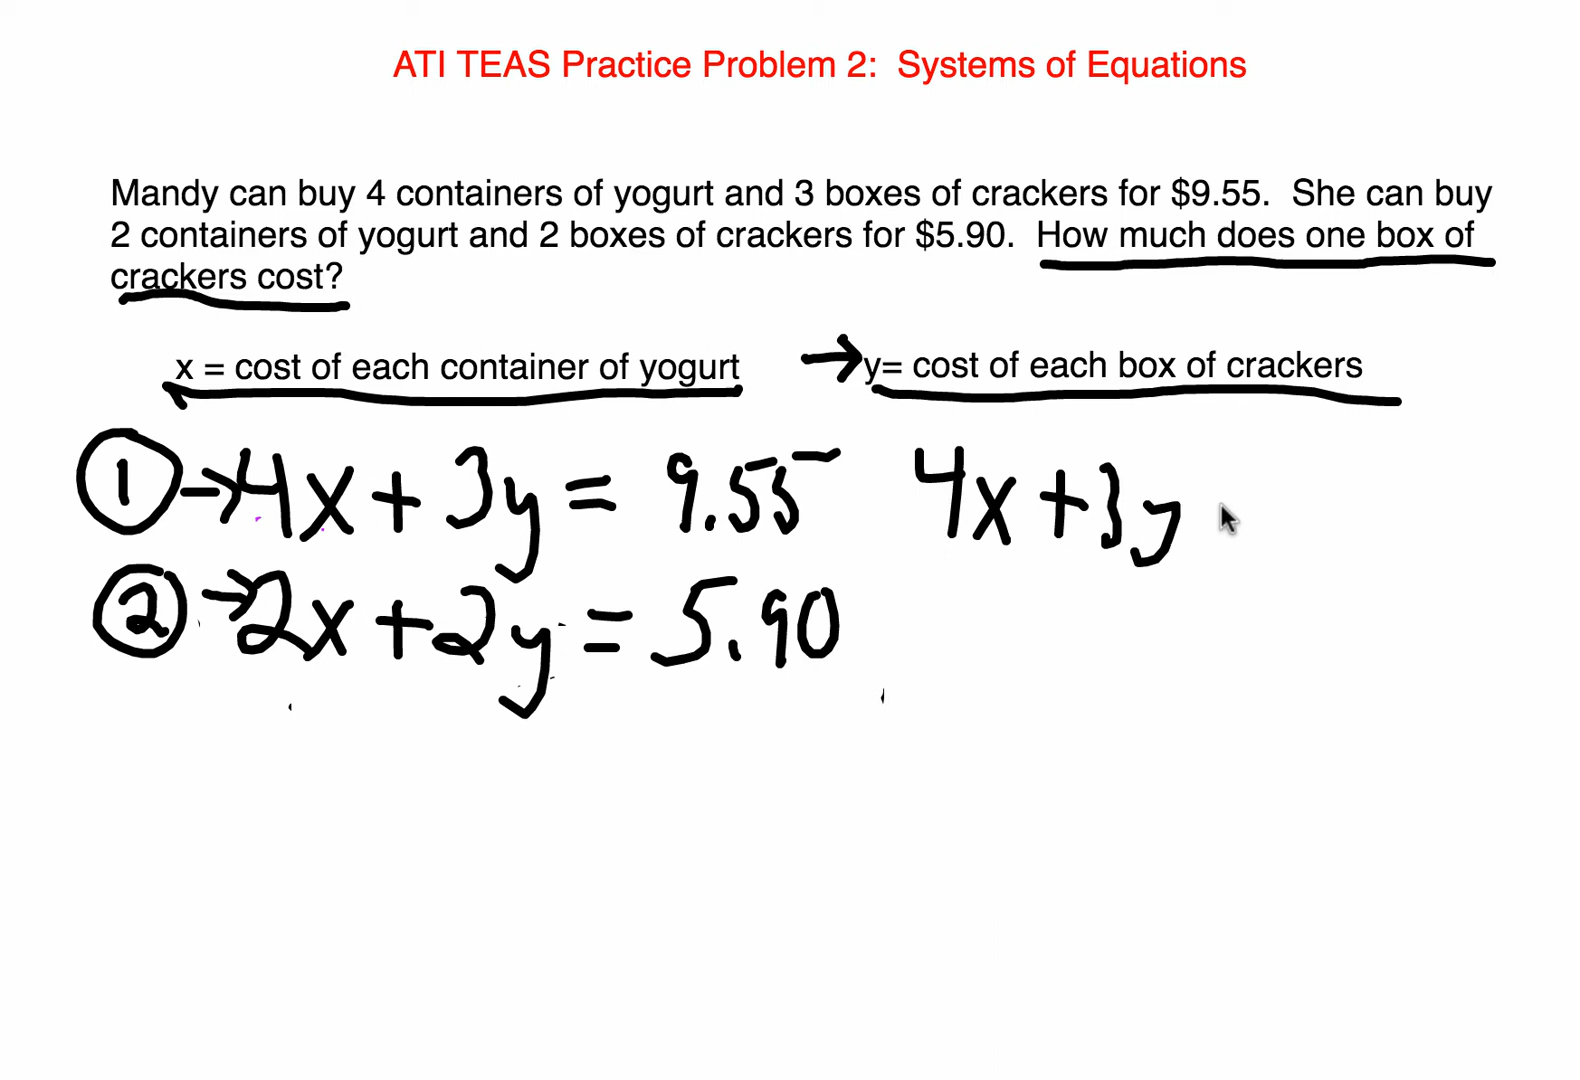 ATI TEAS Practice Problem 2: Systems of Equations
Mandy can buy 4 containers of yogurt and 3 boxes of crackers for $9.55. She can buy
2 containers of yogurt and 2 boxes of crackers for $5.90. How much does one box of
crackers cost?
x = cost of each container of yogurt → y= cost of each box of crackers
① → 4x + 3y = 9.55 4x + 3y
② → 2x + 2y = 5.90